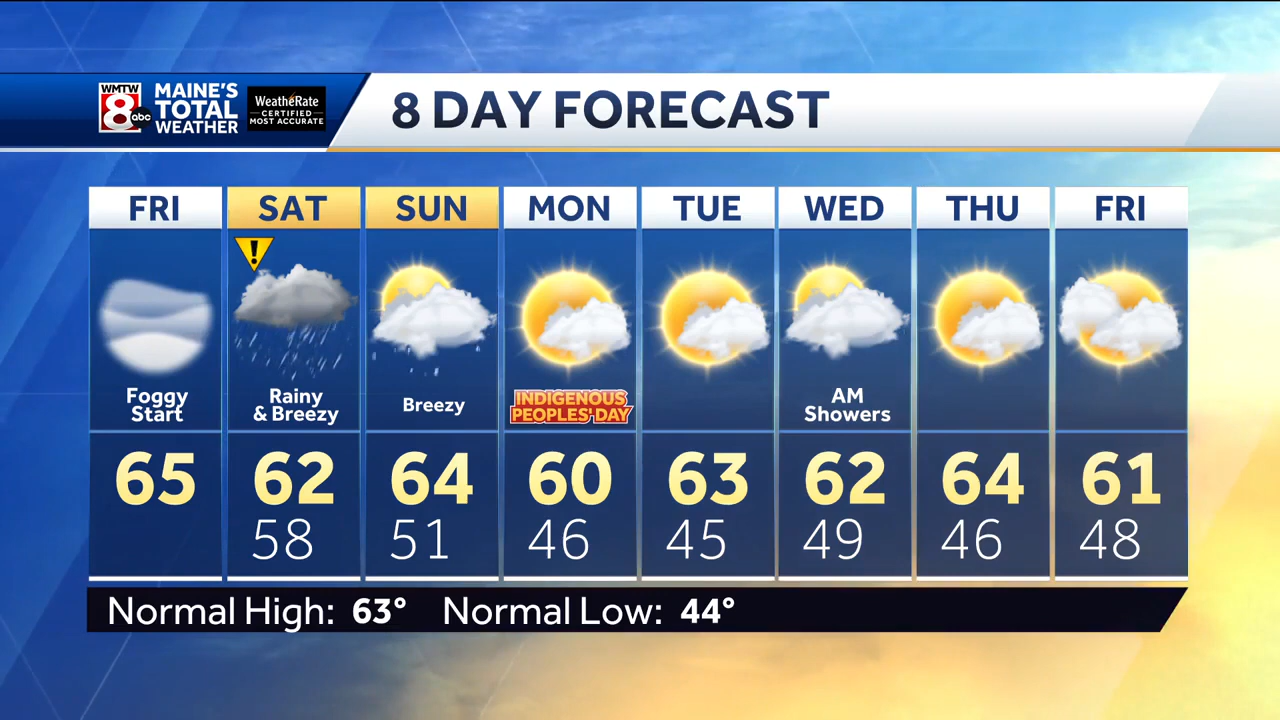 WMTW
8
abc
MAINE'S
TOTAL
WEATHER
WeatheRate
CERTIFIED
MOST ACCURATE
8 DAY FORECAST
FRI SAT SUN MON TUE WED THU FRI
!
Foggy
Start
Rainy
& Breezy
Breezy
INDIGENOUS
PEOPLES' DAY
AM
Showers
65 62 64 60 63 62 64 61
58 51 46 45 49 46 48
Normal High: 63° Normal Low: 44°